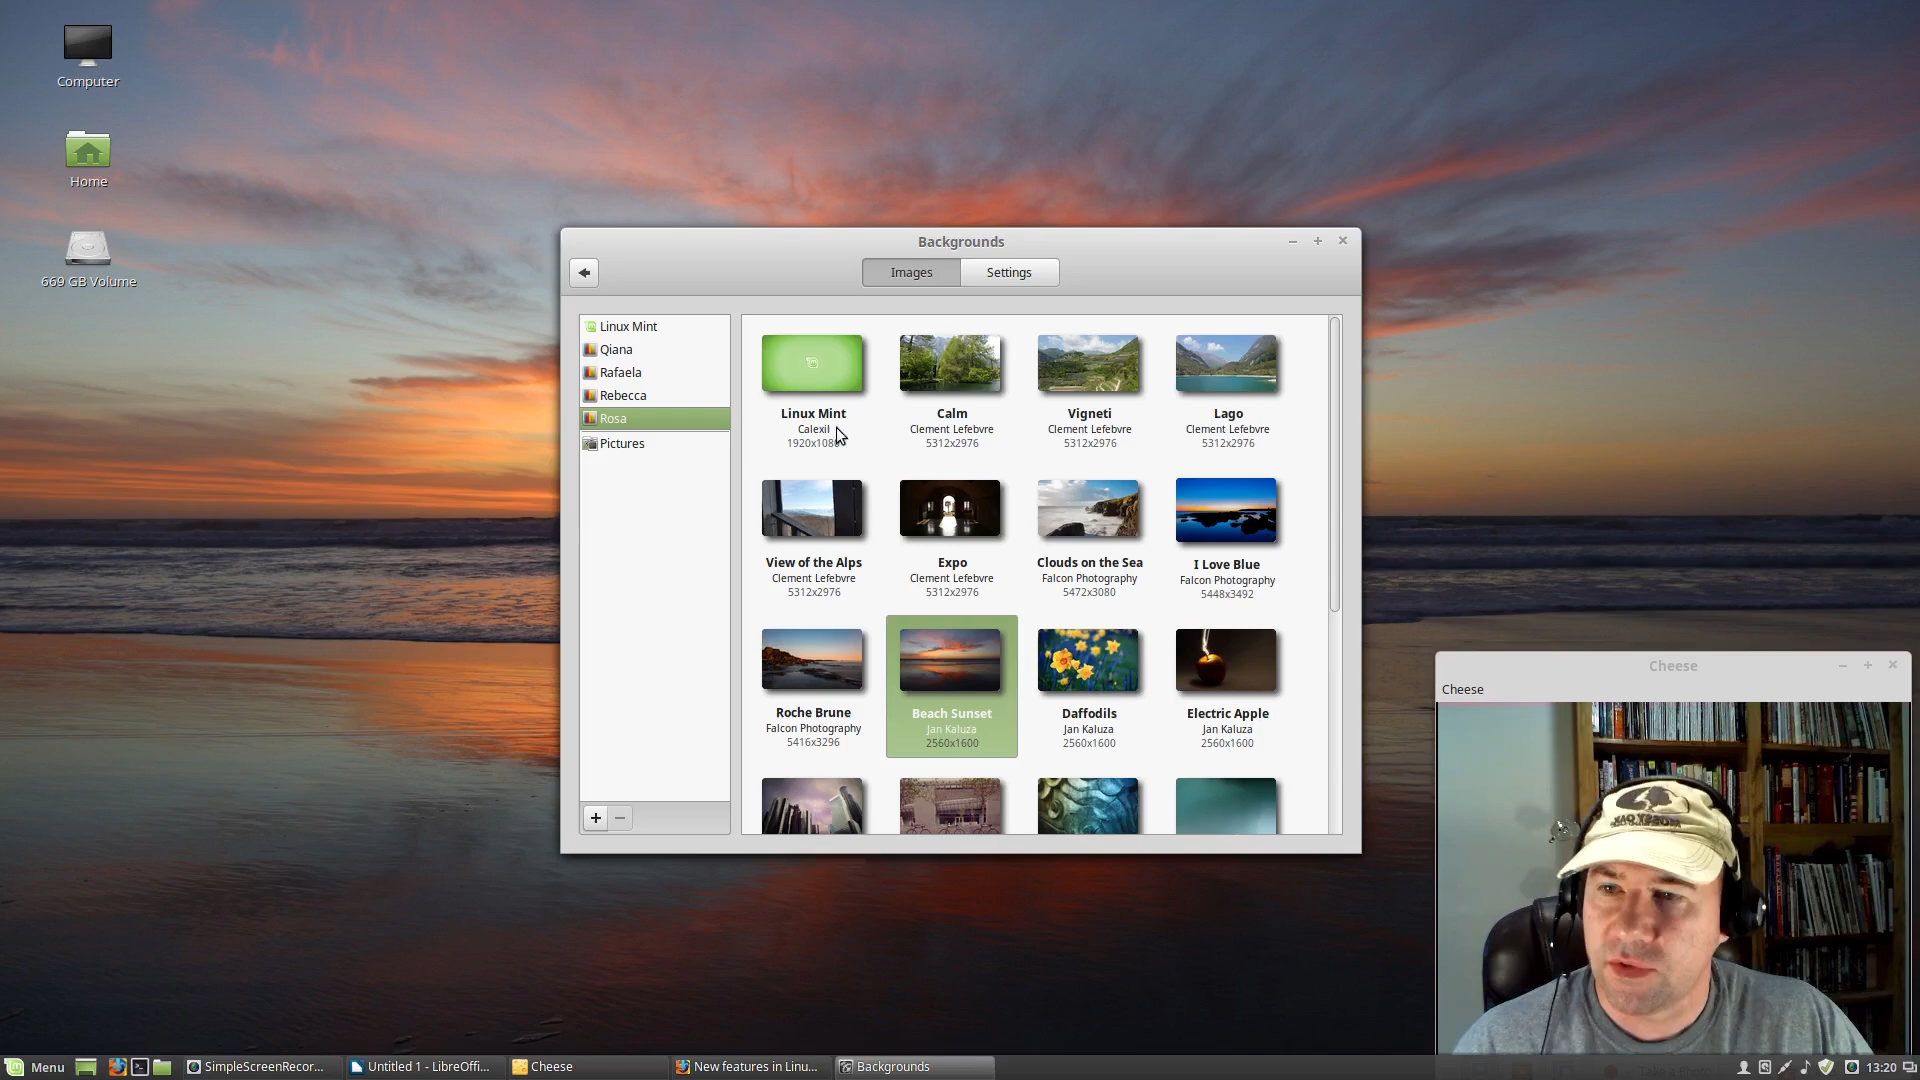 Computer
Home
669 GB Volume
Backgrounds
Images
Settings
Linux Mint
Qiana
Rafaela
Rebecca
Rosa
Pictures
Linux Mint
Calexil
1920x1080
Calm
Clement Lefebvre
5312x2976
Vigneti
Clement Lefebvre
5312x2976
Lago
Clement Lefebvre
5312x2976
View of the Alps
Clement Lefebvre
5312x2976
Expo
Clement Lefebvre
5312x2976
Clouds on the Sea
Falcon Photography
5472x3080
I Love Blue
Falcon Photography
5448x3492
Roche Brune
Falcon Photography
5416x3296
Beach Sunset
Jan Kaluza
2560x1600
Daffodils
Jan Kaluza
2560x1600
Electric Apple
Jan Kaluza
2560x1600
Cheese
Cheese
MOSSY OAK
Menu
SimpleScreenRecor...
Untitled 1 - LibreOffi...
Cheese
New features in Linu...
Backgrounds
13:20